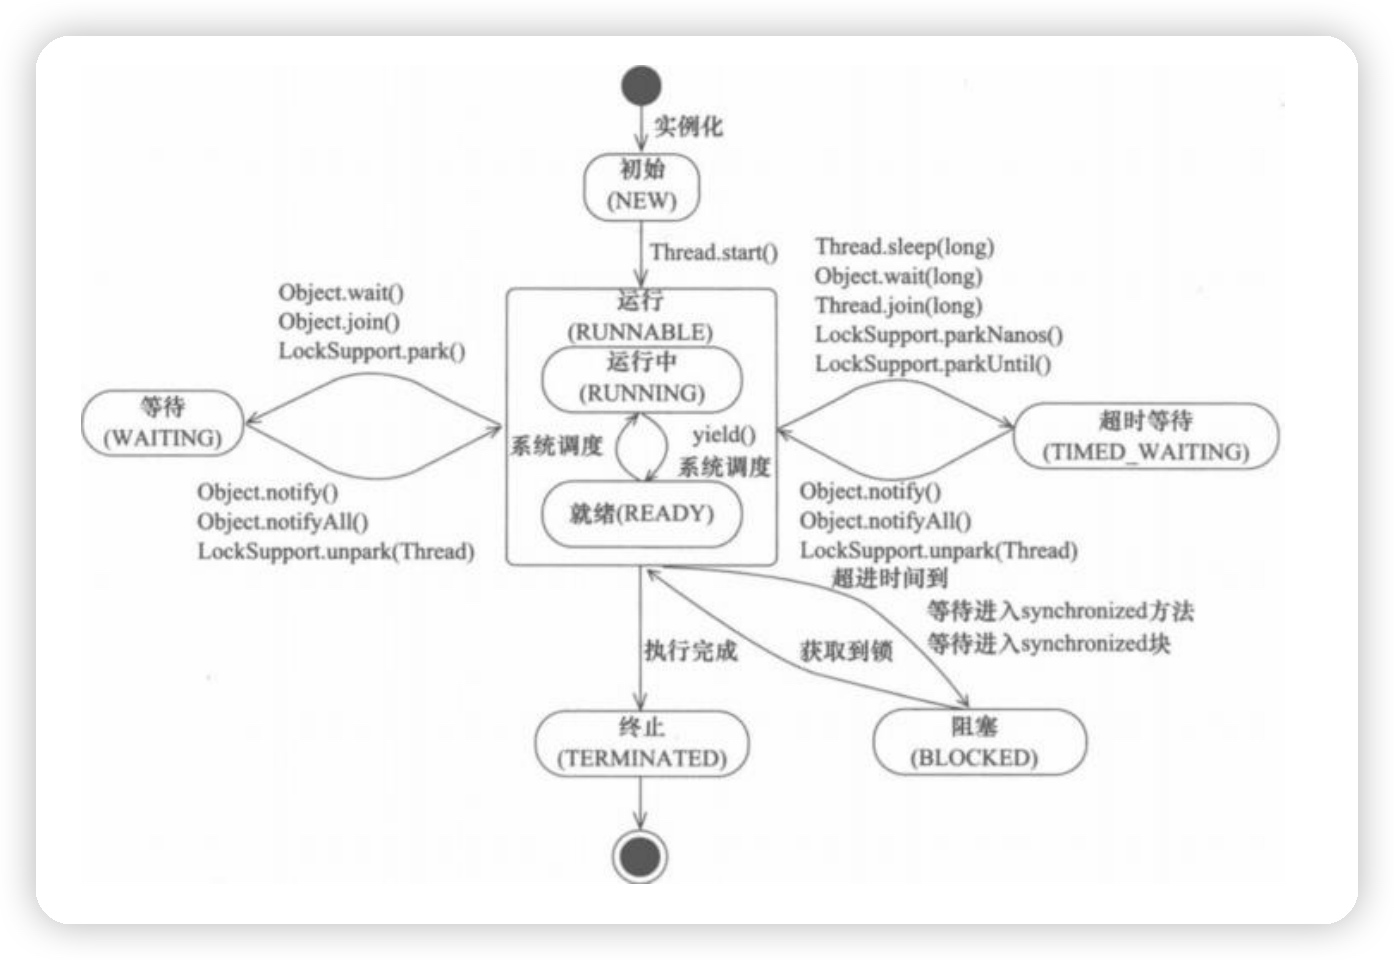 实例化
初始
(NEW)
Thread.start()
Object.wait()
Object.join()
LockSupport.park()
Thread.sleep(long)
Object.wait(long)
Thread.join(long)
LockSupport.parkNanos()
LockSupport.parkUntil()
运行
(RUNNABLE)
运行中
(RUNNING)
等待
(WAITING)
超时等待
(TIMED_WAITING)
系统调度
yield()
系统调度
就绪(READY)
Object.notify()
Object.notifyAll()
LockSupport.unpark(Thread)
Object.notify()
Object.notifyAll()
LockSupport.unpark(Thread)
超进时间到
等待进入synchronized方法
等待进入synchronized块
执行完成
获取到锁
终止
(TERMINATED)
阻塞
(BLOCKED)